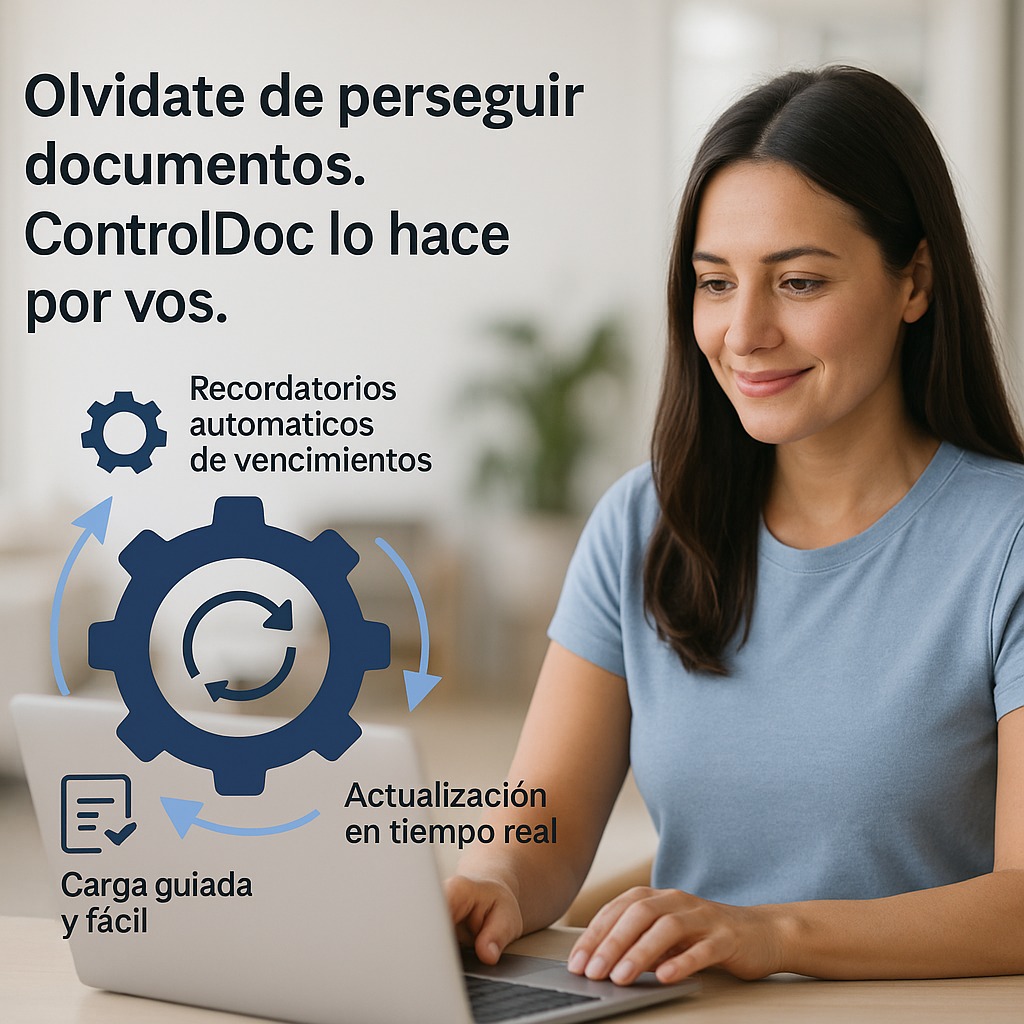 Olvidate de perseguir
documentos.
ControlDoc lo hace
por vos.
Recordatorios
automaticos
de vencimientos
Actualización
en tiempo real
Carga guiada
y fácil